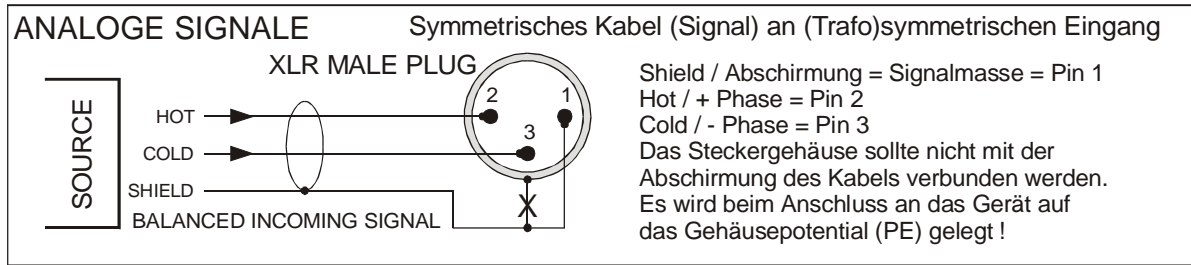 ANALOGE SIGNALE
Symmetrisches Kabel (Signal) an (Trafo)symmetrischen Eingang
XLR MALE PLUG
SOURCE
HOT
COLD
SHIELD
BALANCED INCOMING SIGNAL
2
1
3
X
Shield / Abschirmung = Signalmasse = Pin 1
Hot / + Phase = Pin 2
Cold / - Phase = Pin 3
Das Steckergehäuse sollte nicht mit der
Abschirmung des Kabels verbunden werden.
Es wird beim Anschluss an das Gerät auf
das Gehäusepotential (PE) gelegt !